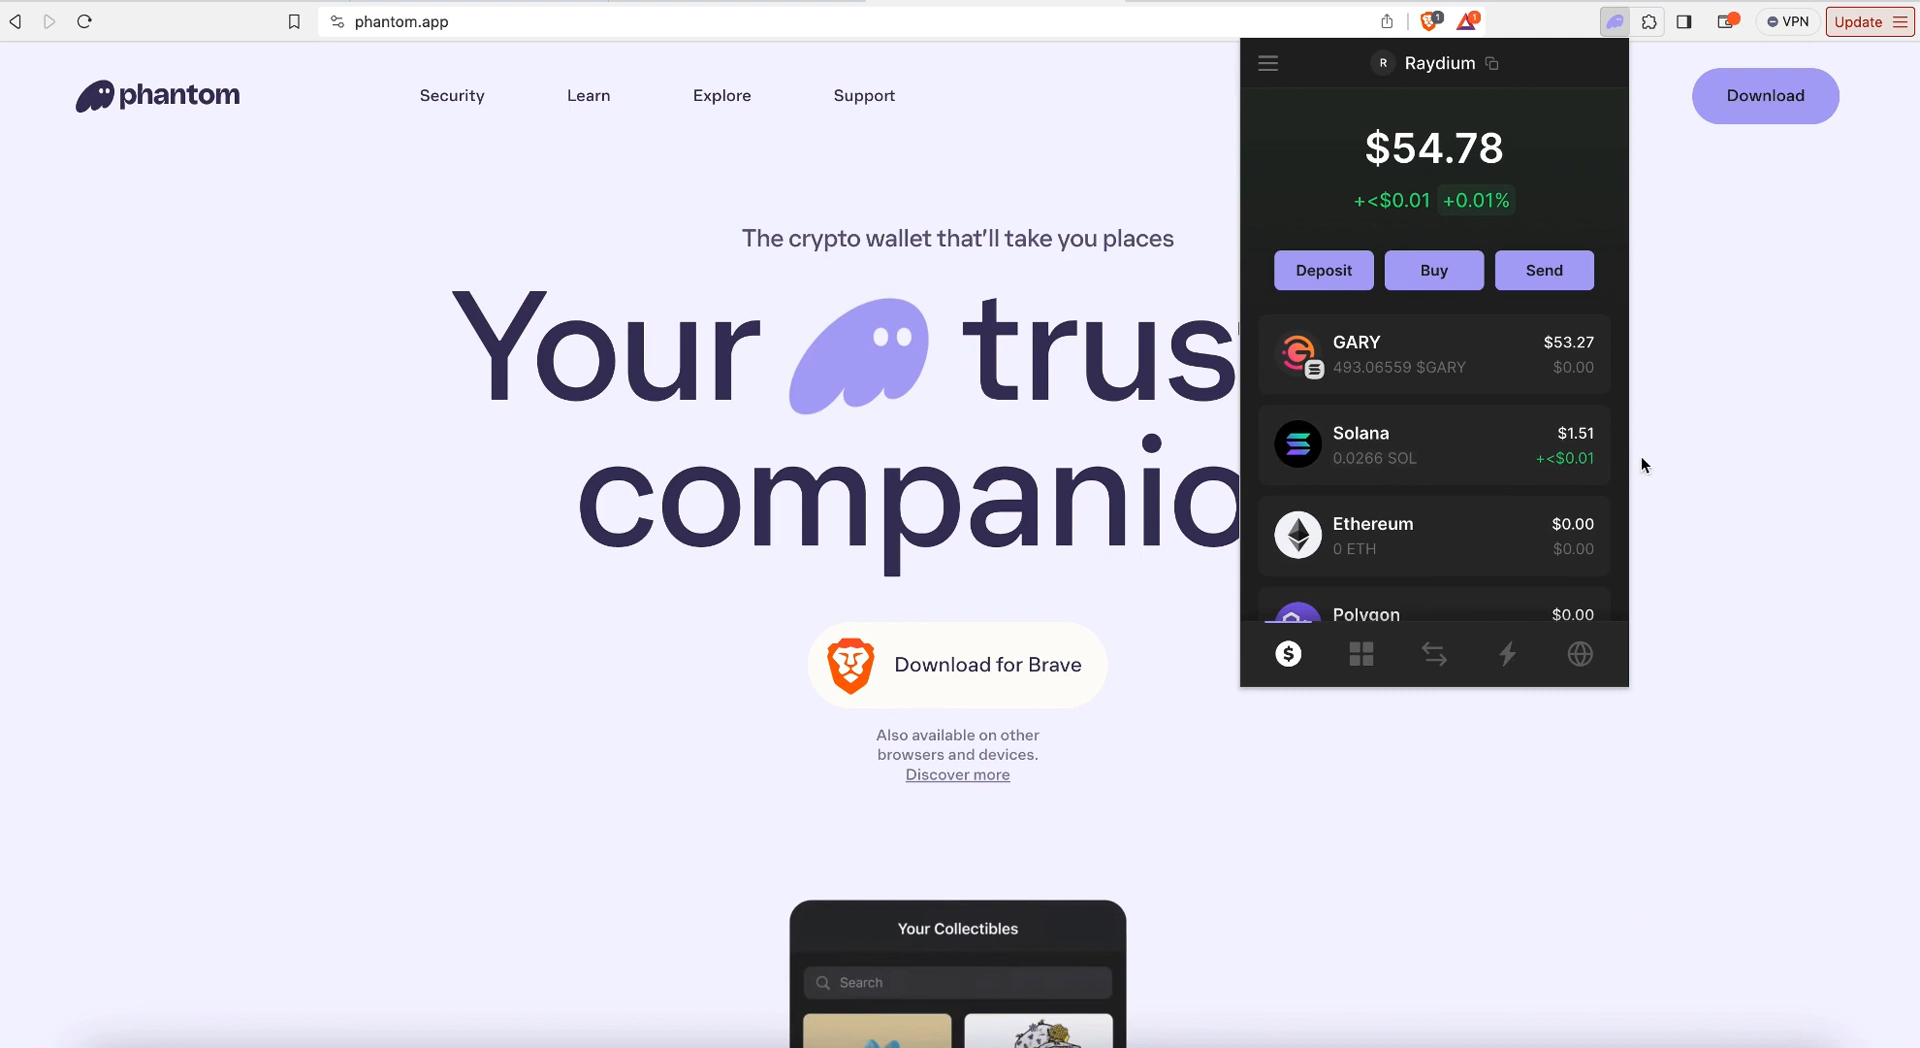 phantom.app
1
1
VPN
Update
phantom
Security
Learn
Explore
Support
Download
R
Raydium
$54.78
+<$0.01 +0.01%
Deposit
Buy
Send
GARY
$53.27
493.06559 $GARY
$0.00
Solana
$1.51
0.0266 SOL
+<$0.01
Ethereum
$0.00
0 ETH
$0.00
Polygon
$0.00
The crypto wallet that'll take you places
Your trus
companio
Download for Brave
Also available on other
browsers and devices.
Discover more
Your Collectibles
Search